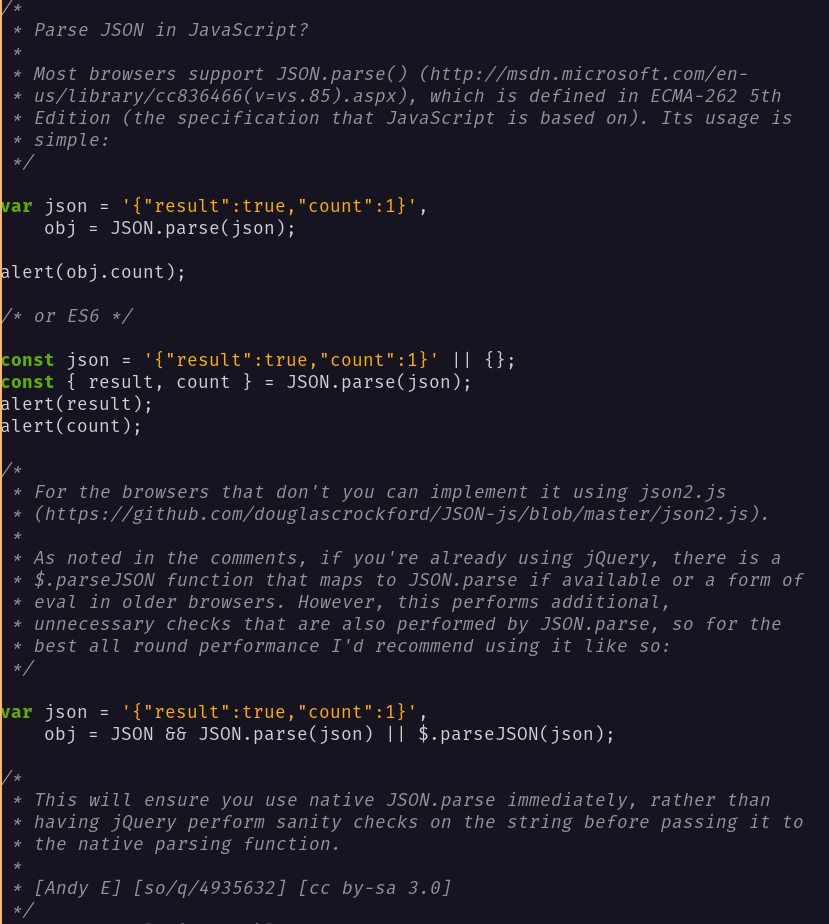 /*
 * Parse JSON in JavaScript?
 *
 * Most browsers support JSON.parse() (http://msdn.microsoft.com/en-
 * us/library/cc836466(v=vs.85).aspx), which is defined in ECMA-262 5th
 * Edition (the specification that JavaScript is based on). Its usage is
 * simple:
 */

var json = '{"result":true,"count":1}',
    obj = JSON.parse(json);

alert(obj.count);

/* or ES6 */

const json = '{"result":true,"count":1}' || {};
const { result, count } = JSON.parse(json);
alert(result);
alert(count);

/*
 * For the browsers that don't you can implement it using json2.js
 * (https://github.com/douglascrockford/JSON-js/blob/master/json2.js).
 *
 * As noted in the comments, if you're already using jQuery, there is a
 * $.parseJSON function that maps to JSON.parse if available or a form of
 * eval in older browsers. However, this performs additional,
 * unnecessary checks that are also performed by JSON.parse, so for the
 * best all round performance I'd recommend using it like so:
 */

var json = '{"result":true,"count":1}',
    obj = JSON && JSON.parse(json) || $.parseJSON(json);

/*
 * This will ensure you use native JSON.parse immediately, rather than
 * having jQuery perform sanity checks on the string before passing it to
 * the native parsing function.
 *
 * [Andy E] [so/q/4935632] [cc by-sa 3.0]
 */